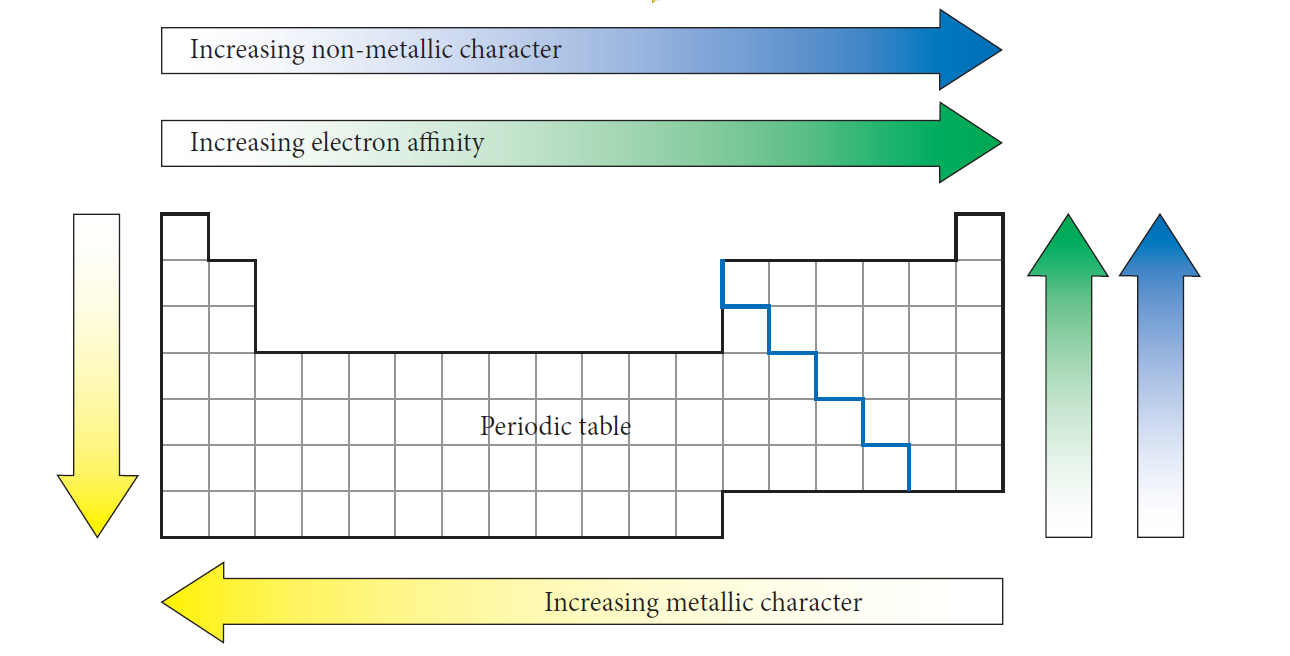 Increasing non-metallic character
Increasing electron affinity
Periodic table
Increasing metallic character